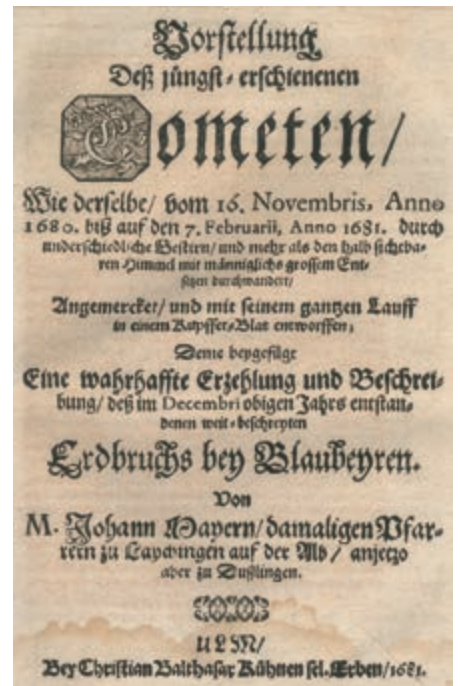 Vorstellung
Deß jüngst-erschienenen
Cometen/
Wie derselbe/ vom 16. Novembris, Anno
1680. biß auf den 7. Februarii, Anno 1681. durch
underschiedliche Gestirn/ und mehr als den halb sichtba-
ren Himmel mit männiglichs grossem Ent-
setzen durchwandert/
Angemercket/ und mit seinem gantzen Lauff
in einem Kupffer-Blat entworffen;
Deme beygefügt
Eine wahrhaffte Erzehlung und Beschrei-
bung/ deß im Decembri obigen Jahrs entstan-
denen weit-beschreyten
Erdbruchs bey Blaubeyren.
Von
M. Johann Mayern/ damaligen Pfar-
rern zu Laychingen auf der Alb/ anjetzo
aber zu Dußlingen.
ULM/
Bey Christian Balthasar Kühnen sel. Erben/ 1681.